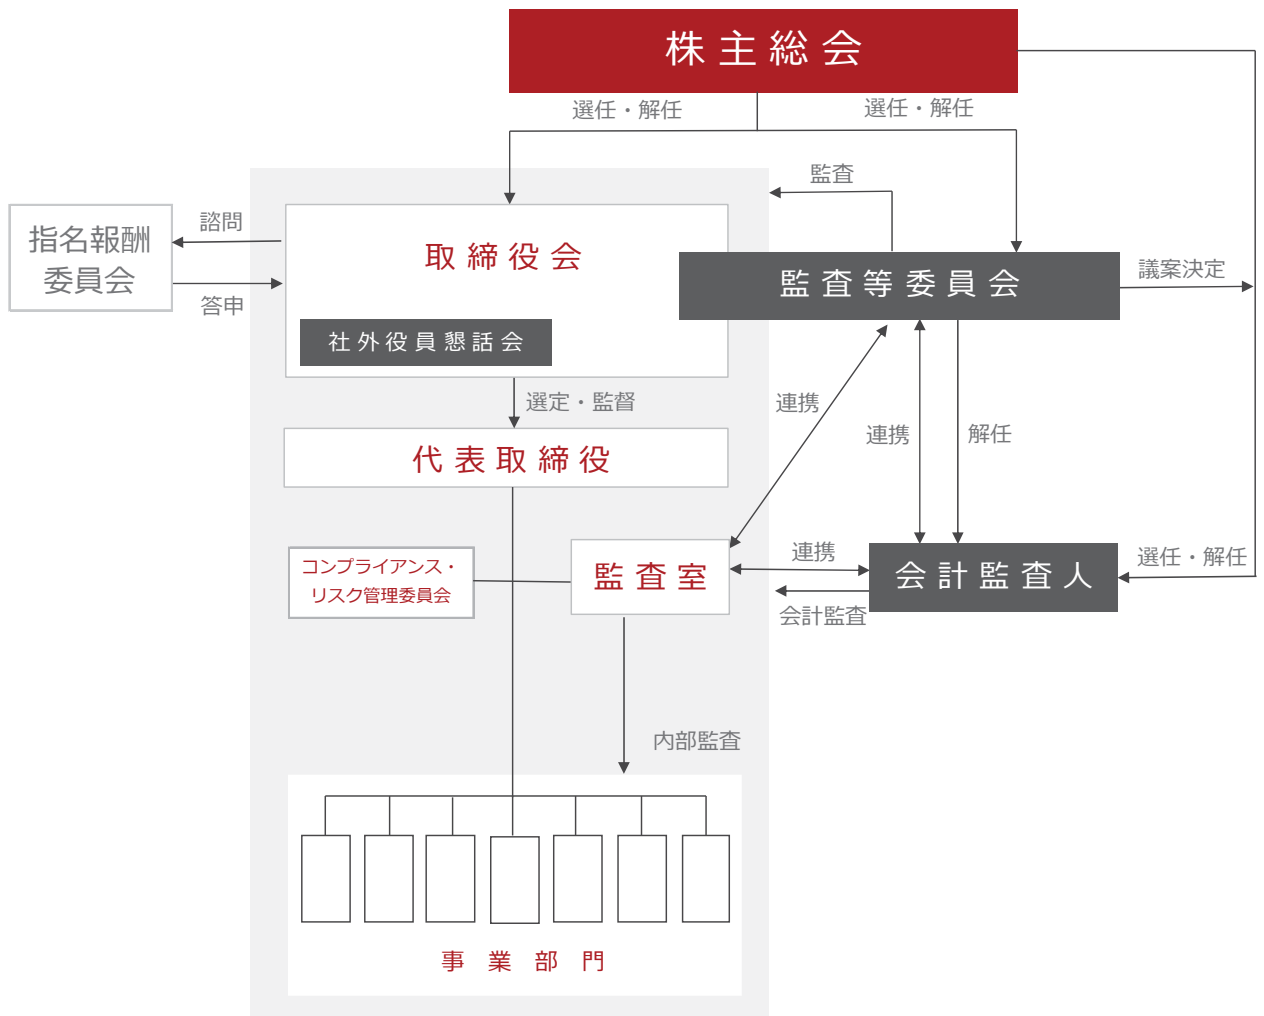 株主総会
選任・解任
選任・解任
監査
指名報酬
委員会
諮問
答申
取締役会
社外役員懇話会
監査等委員会
議案決定
選定・監督
連携
連携
解任
代表取締役
コンプライアンス・
リスク管理委員会
監査室
連携
会計監査
会計監査人
選任・解任
内部監査
事業部門